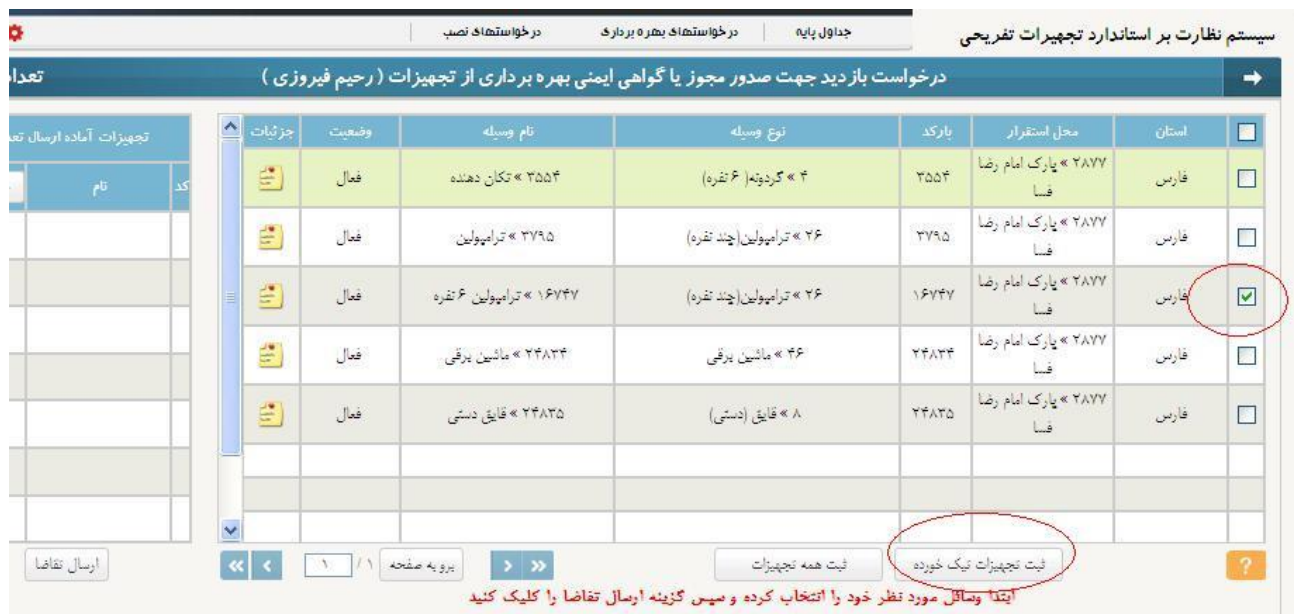 سیستم نظارت بر استاندارد تجهیزات تفریحی
جداول پایه
درخواستهای بهره برداری
درخواستهای نصب
درخواست بازدید جهت صدور مجوز یا گواهی ایمنی بهره برداری از تجهیزات ( رحیم فیروزی )
تعدا
استان محل استقرار بارکد نوع وسیله نام وسیله وضعیت جزئیات
فارس ۲۸۷۷ » پارک امام رضا فسا ۳۵۵۴ ۴ » گردونه( ۶ نفره) ۳۵۵۴ » تکان دهنده فعال
فارس ۲۸۷۷ » پارک امام رضا فسا ۳۷۹۵ ۲۶ » ترامپولین(چند نفره) ۳۷۹۵ » ترامپولین فعال
فارس ۲۸۷۷ » پارک امام رضا فسا ۱۶۷۴۷ ۲۶ » ترامپولین(چند نفره) ۱۶۷۴۷ » ترامپولین ۶ نفره فعال
فارس ۲۸۷۷ » پارک امام رضا فسا ۲۴۸۳۴ ۴۶ » ماشین برقی ۲۴۸۳۴ » ماشین برقی فعال
فارس ۲۸۷۷ » پارک امام رضا فسا ۲۴۸۳۵ ۸ » قایق (دستی) ۲۴۸۳۵ » قایق دستی فعال
تجهیزات آماده ارسال تعد
کد نام
?
ثبت تجهیزات تیک خورده
ثبت همه تجهیزات
برو به صفحه
۱ / ۱
ارسال تقاضا
ابتدا وسائل مورد نظر خود را انتخاب کرده و سپس گزینه ارسال تقاضا را کلیک کنید